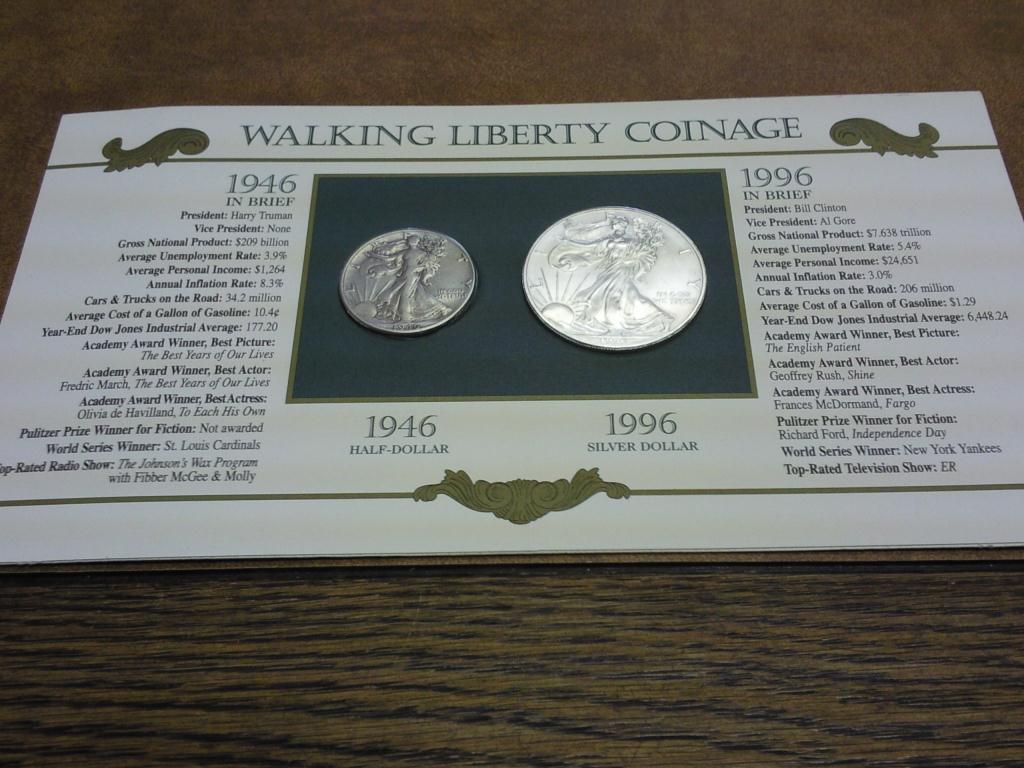 WALKING LIBERTY COINAGE
1946
IN BRIEF
President: Harry Truman
Vice President: None
Gross National Product: $209 billion
Average Unemployment Rate: 3.9%
Average Personal Income: $1,264
Annual Inflation Rate: 8.3%
Cars & Trucks on the Road: 34.2 million
Average Cost of a Gallon of Gasoline: 10.4¢
Year-End Dow Jones Industrial Average: 177.20
Academy Award Winner, Best Picture:
The Best Years of Our Lives
Academy Award Winner, Best Actor:
Fredric March, The Best Years of Our Lives
Academy Award Winner, Best Actress:
Olivia de Havilland, To Each His Own
Pulitzer Prize Winner for Fiction: Not awarded
World Series Winner: St. Louis Cardinals
op-Rated Radio Show: The Johnson's Wax Program
with Fibber McGee & Molly
1946
HALF-DOLLAR
1996
SILVER DOLLAR
1996
IN BRIEF
President: Bill Clinton
Vice President: Al Gore
Gross National Product: $7.638 trillion
Average Unemployment Rate: 5.4%
Average Personal Income: $24,651
Annual Inflation Rate: 3.0%
Cars & Trucks on the Road: 206 million
Average Cost of a Gallon of Gasoline: $1.29
Year-End Dow Jones Industrial Average: 6,448.24
Academy Award Winner, Best Picture:
The English Patient
Academy Award Winner, Best Actor:
Geoffrey Rush, Shine
Academy Award Winner, Best Actress:
Frances McDormand, Fargo
Pulitzer Prize Winner for Fiction:
Richard Ford, Independence Day
World Series Winner: New York Yankees
Top-Rated Television Show: ER